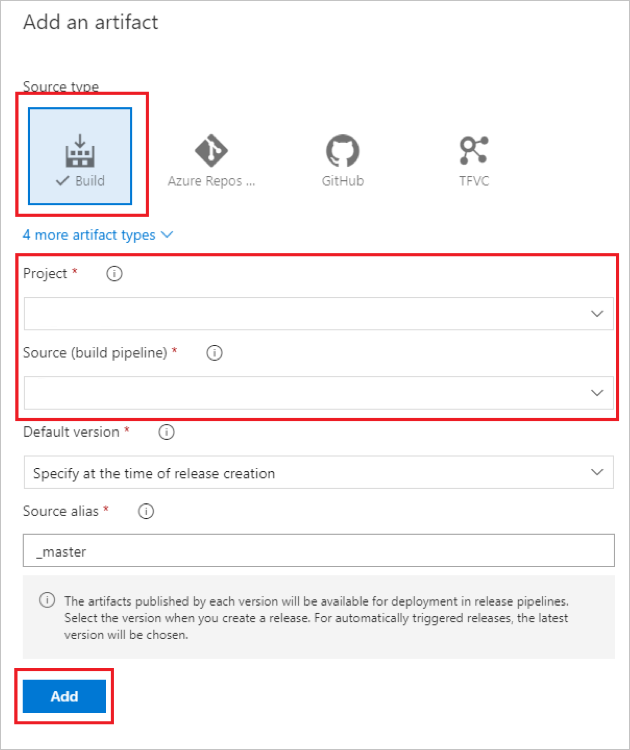 Add an artifact
Source type
Build
Azure Repos ...
GitHub
TFVC
4 more artifact types
Project *
Source (build pipeline) *
Default version *
Specify at the time of release creation
Source alias *
_master
The artifacts published by each version will be available for deployment in release pipelines.
Select the version when you create a release. For automatically triggered releases, the latest
version will be chosen.
Add